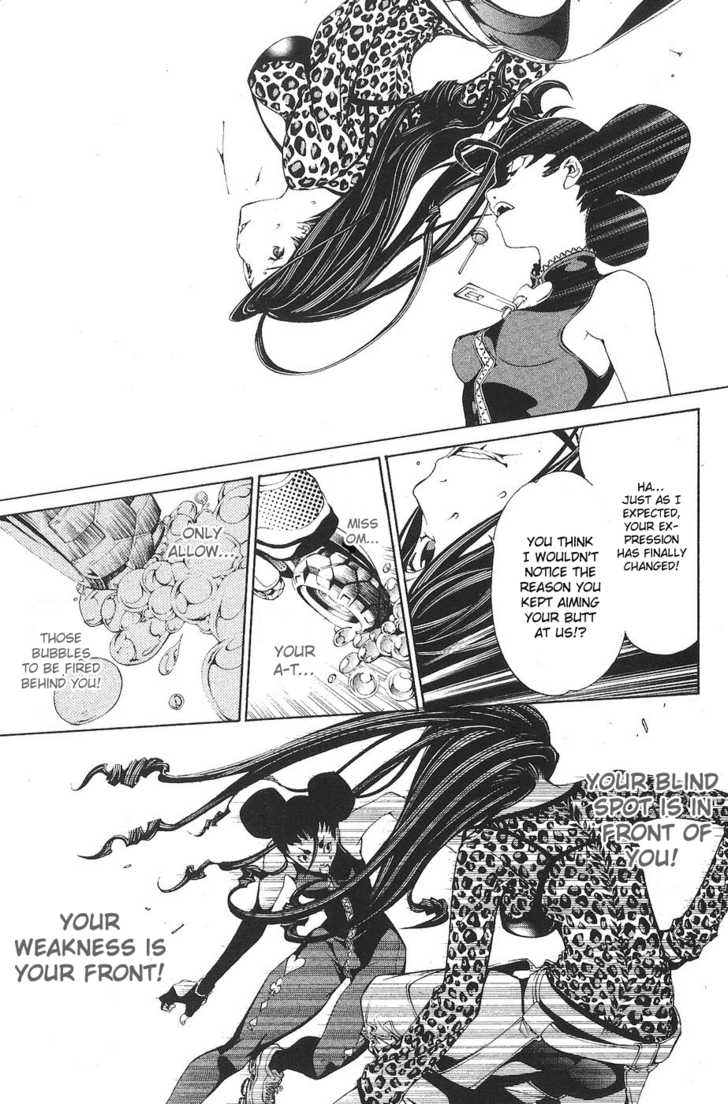 HA...
JUST AS I
EXPECTED,
YOUR EX-
PRESSION
HAS FINALLY
CHANGED!
YOU THINK
I WOULDN'T
NOTICE THE
REASON YOU
KEPT AIMING
YOUR BUTT
AT US!?
MISS
OM...
YOUR
A-T...
ONLY
ALLOW...
THOSE
BUBBLES
TO BE FIRED
BEHIND YOU!
YOUR BLIND
SPOT IS IN
FRONT OF
YOU!
YOUR
WEAKNESS IS
YOUR FRONT!